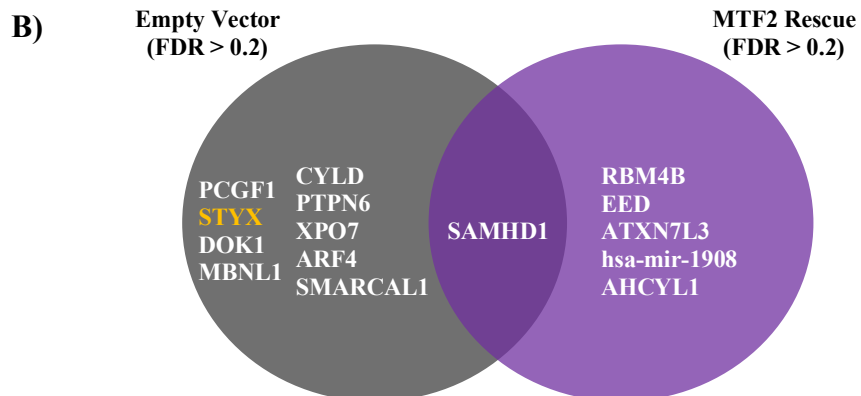 B)
Empty Vector
(FDR > 0.2)
MTF2 Rescue
(FDR > 0.2)
PCGF1
STYX
DOK1
MBNL1
CYLD
PTPN6
XPO7
ARF4
SMARCAL1
SAMHD1
RBM4B
EED
ATXN7L3
hsa-mir-1908
AHCYL1